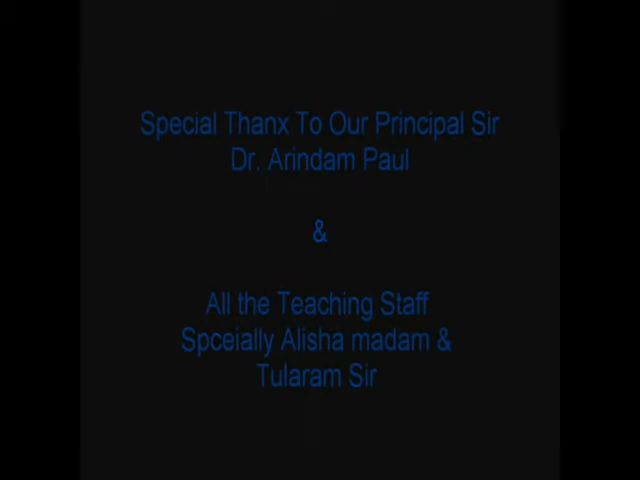 Special Thanx To Our Principal Sir
Dr. Arindam Paul
&
All the Teaching Staff
Spceially Alisha madam &
Tularam Sir